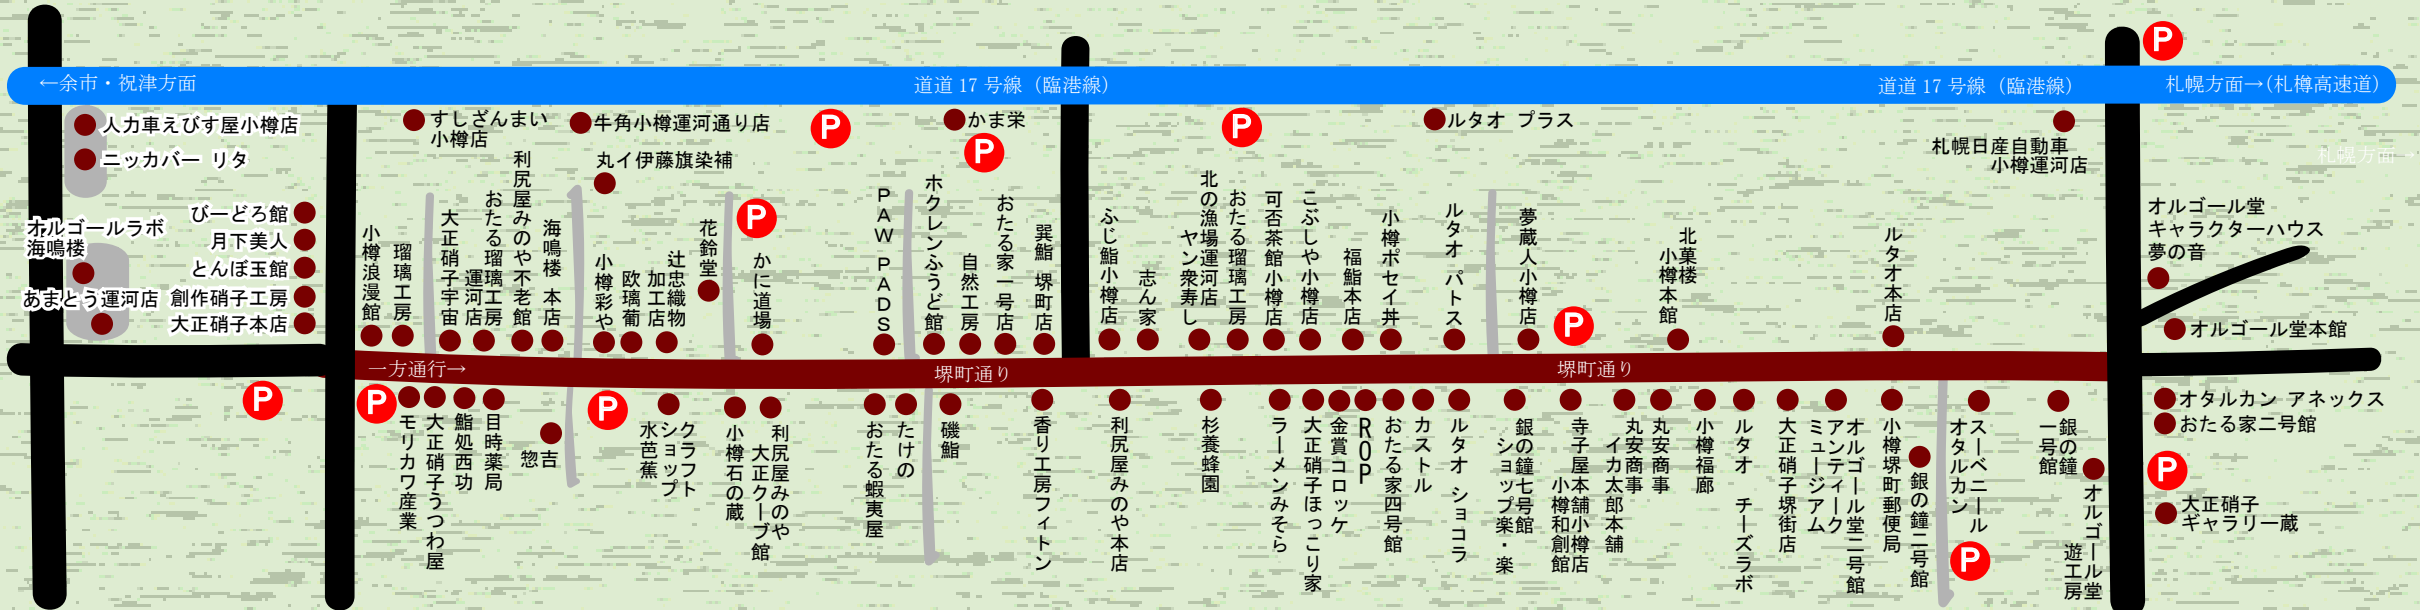 ←余市・祝津方面
道道 17 号線（臨港線）
道道 17 号線（臨港線）
札幌方面→(札樽高速道）
札幌方面→
人力車えびす屋小樽店
ニッカバー リタ
びーどろ館
オルゴールラボ
海鳴楼
月下美人
とんぼ玉館
あまとう運河店
創作硝子工房
大正硝子本店
すしざんまい
小樽店
牛角小樽運河通り店
丸イ伊藤旗染補
P
かま栄
P
P
ルタオ プラス
札幌日産自動車
小樽運河店
P
小樽浪漫館
瑠璃工房
大正硝子宇宙
おたる瑠璃工房
運河店
利尻屋みのや不老館
海鳴楼 本店
小樽彩や
欧璃葡
辻忠織物
加工店
花鈴堂
P
かに道場
PAW PADS
ホクレンふうど館
自然工房
おたる家一号店
巽鮨 堺町店
ふじ鮨小樽店
志ん家
北の漁場運河店
ヤン衆寿し
おたる瑠璃工房
可否茶館小樽店
こぶしや小樽店
福鮨本店
小樽ポセイ丼
ルタオ パトス
夢蔵人小樽店
P
北菓楼
小樽本館
ルタオ本店
オルゴール堂
キャラクターハウス
夢の音
オルゴール堂本館
一方通行→
堺町通り
堺町通り
P
P
モリカワ産業
大正硝子うつわ屋
鮨処西功
目時薬局
惣吉
P
クラフト
ショップ
水芭蕉
小樽石の蔵
利尻屋みのや
大正クーブ館
おたる蝦夷屋
たけの
磯鮨
香り工房フィトン
利尻屋みのや本店
杉養蜂園
ラーメンみそら
大正硝子ほっこり家
金賞コロッケ
ROP
おたる家四号館
カストル
ルタオ ショコラ
銀の鐘七号館
ショップ楽・楽
寺子屋本舗小樽店
小樽和創館
丸安商事
イカ太郎本舗
丸安商事
小樽福廊
ルタオ チーズラボ
大正硝子堺街店
オルゴール堂二号館
アンティーク
ミュージアム
小樽堺町郵便局
銀の鐘二号館
スーベニール
オタルカン
P
銀の鐘
一号館
オルゴール堂
遊工房
オタルカン アネックス
おたる家二号館
P
大正硝子
ギャラリー蔵